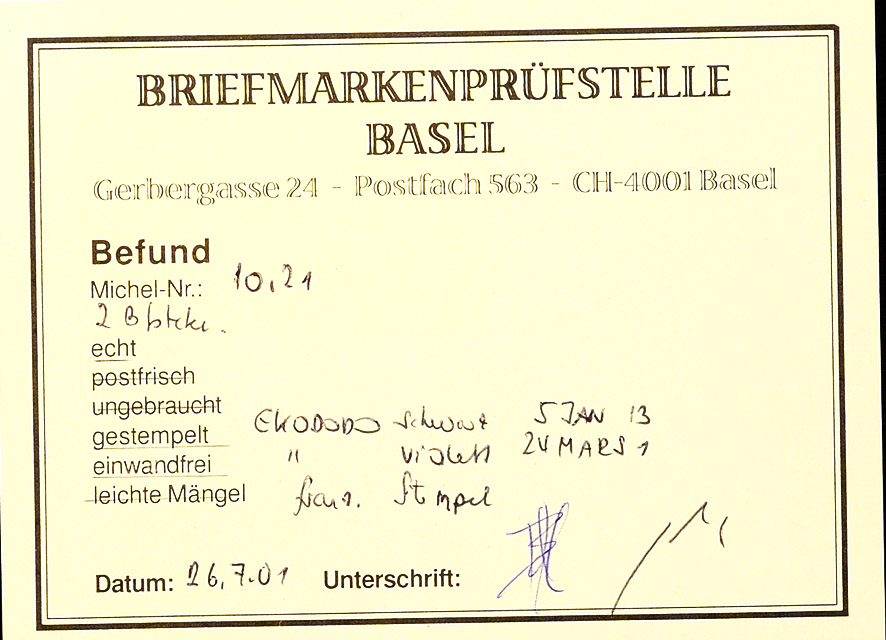 BRIEFMARKENPRÜFSTELLE
BASEL
Gerbergasse 24 - Postfach 563 - CH-4001 Basel
Befund
Michel-Nr.: 10,21
2 Bstcke.
echt
postfrisch
ungebraucht
gestempelt EKODODO schwarz 5 JAN 13
einwandfrei " violett 24 MARS 1
leichte Mängel franz. Stempel
Datum: 26,7.01 Unterschrift: